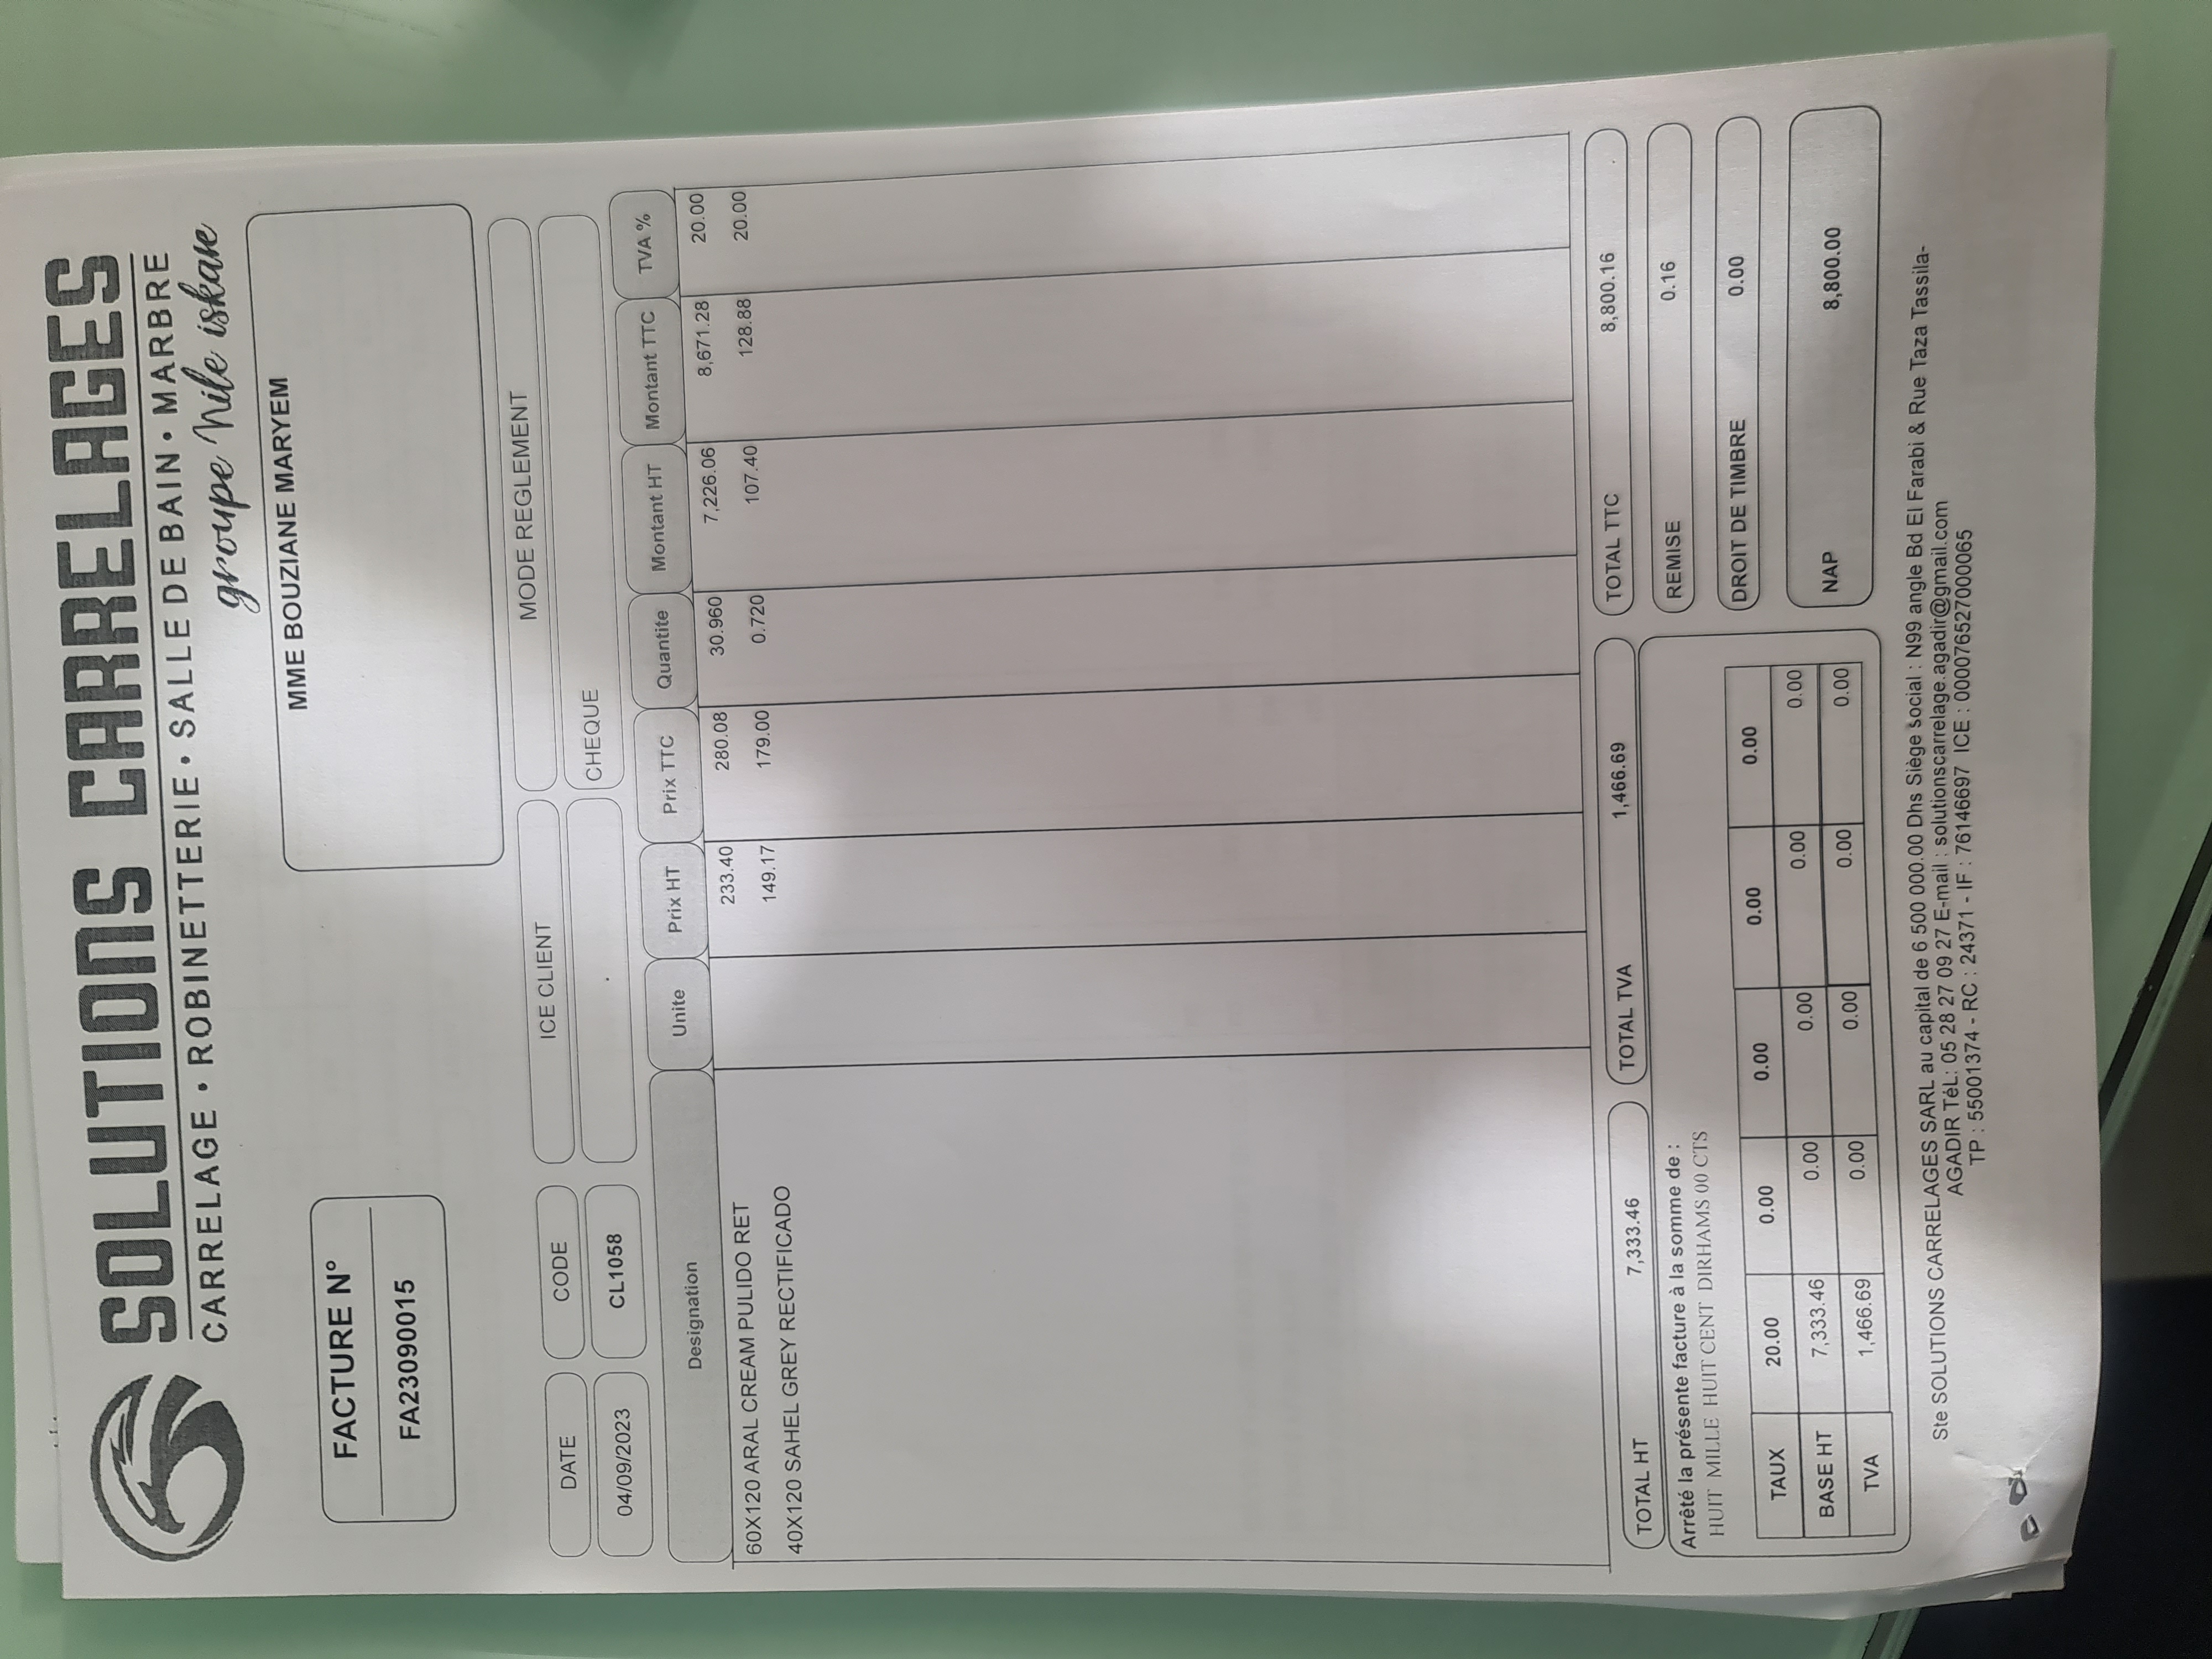 SOLUTIONS CARRELAGES
CARRELAGE • ROBINETTERIE • SALLE DE BAIN • MARBRE
groupe Nile iskane
MME BOUZIANE MARYEM
FACTURE N°
FA23090015
DATE CODE ICE CLIENT MODE REGLEMENT
04/09/2023 CL1058 . CHEQUE
Designation Unite Prix HT Prix TTC Quantite Montant HT Montant TTC TVA %
60X120 ARAL CREAM PULIDO RET 233.40 280.08 30.960 7,226.06 8,671.28 20.00
40X120 SAHEL GREY RECTIFICADO 149.17 179.00 0.720 107.40 128.88 20.00
TOTAL HT 7,333.46 TOTAL TVA 1,466.69 TOTAL TTC 8,800.16
Arrêté la présente facture à la somme de :
HUIT MILLE HUIT CENT DIRHAMS 00 CTS
REMISE 0.16
DROIT DE TIMBRE 0.00
TAUX 20.00 0.00 0.00 0.00 0.00
BASE HT 7,333.46 0.00 0.00 0.00 0.00
TVA 1,466.69 0.00 0.00 0.00 0.00
NAP 8,800.00
Ste SOLUTIONS CARRELAGES SARL au capital de 6 500 000.00 Dhs Siège social : N99 angle Bd El Farabi & Rue Taza Tassila-
AGADIR TéL: 05 28 27 09 27 E-mail : solutionscarrelage.agadir@gmail.com
TP : 55001374 - RC : 24371 - IF : 76146697 ICE : 000076527000065